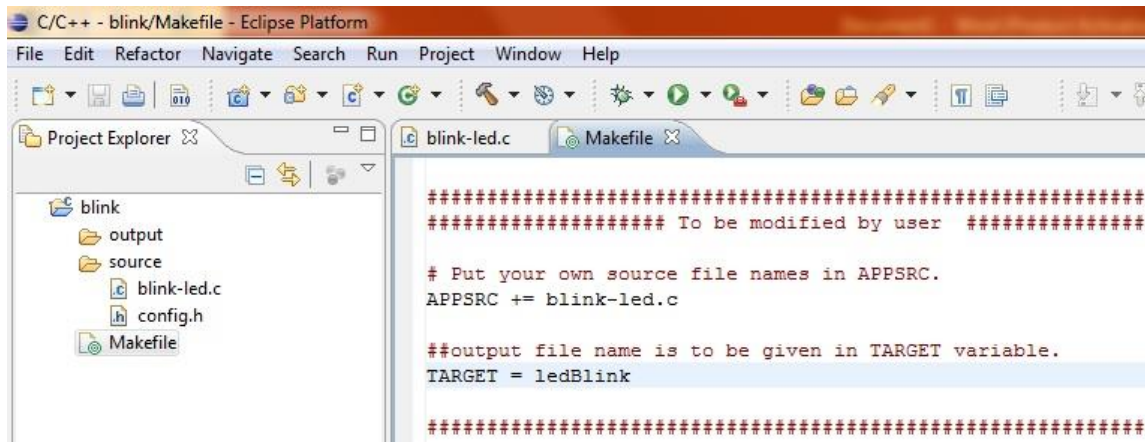 C/C++ - blink/Makefile - Eclipse Platform
File Edit Refactor Navigate Search Run Project Window Help
Project Explorer
blink
output
source
blink-led.c
config.h
Makefile
blink-led.c
Makefile
############################################################
#################### To be modified by user ###############
# Put your own source file names in APPSRC.
APPSRC += blink-led.c
##output file name is to be given in TARGET variable.
TARGET = ledBlink
############################################################